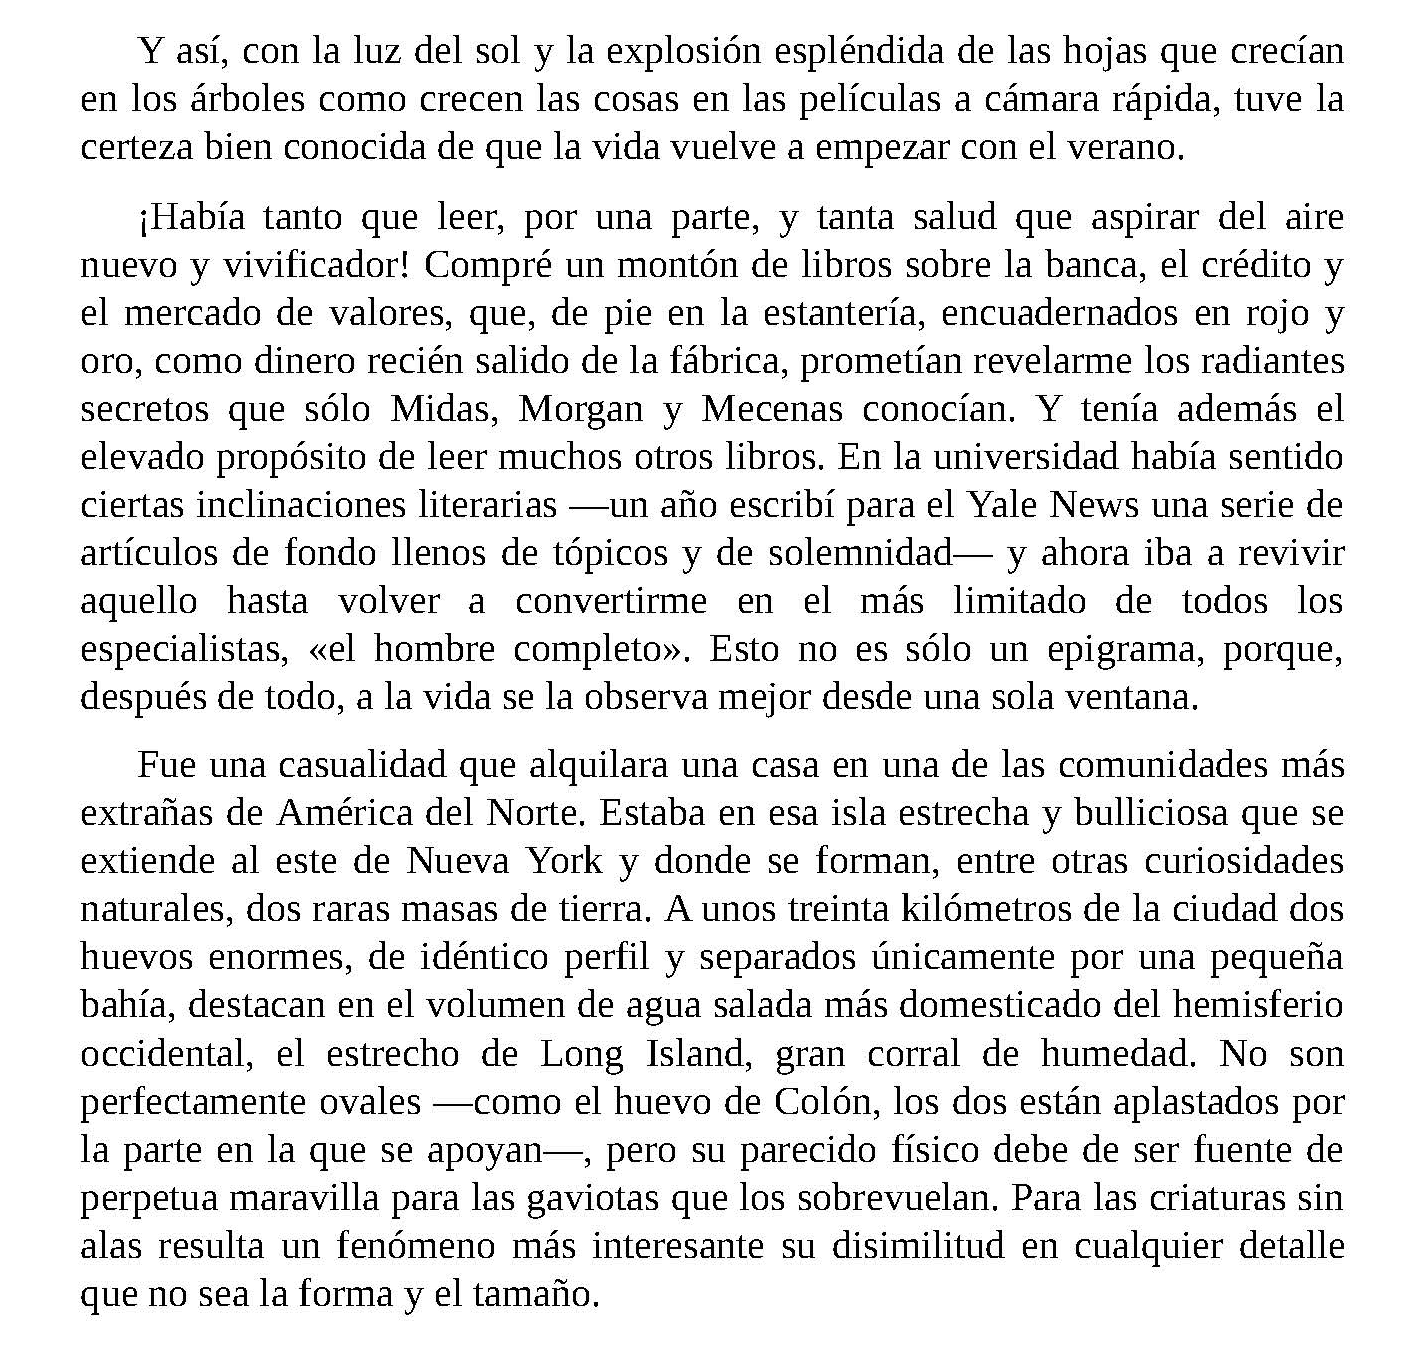 Y así, con la luz del sol y la explosión espléndida de las hojas que crecían
en los árboles como crecen las cosas en las películas a cámara rápida, tuve la
certeza bien conocida de que la vida vuelve a empezar con el verano.
¡Había tanto que leer, por una parte, y tanta salud que aspirar del aire
nuevo y vivificador! Compré un montón de libros sobre la banca, el crédito y
el mercado de valores, que, de pie en la estantería, encuadernados en rojo y
oro, como dinero recién salido de la fábrica, prometían revelarme los radiantes
secretos que sólo Midas, Morgan y Mecenas conocían. Y tenía además el
elevado propósito de leer muchos otros libros. En la universidad había sentido
ciertas inclinaciones literarias —un año escribí para el Yale News una serie de
artículos de fondo llenos de tópicos y de solemnidad— y ahora iba a revivir
aquello hasta volver a convertirme en el más limitado de todos los
especialistas, «el hombre completo». Esto no es sólo un epigrama, porque,
después de todo, a la vida se la observa mejor desde una sola ventana.
Fue una casualidad que alquilara una casa en una de las comunidades más
extrañas de América del Norte. Estaba en esa isla estrecha y bulliciosa que se
extiende al este de Nueva York y donde se forman, entre otras curiosidades
naturales, dos raras masas de tierra. A unos treinta kilómetros de la ciudad dos
huevos enormes, de idéntico perfil y separados únicamente por una pequeña
bahía, destacan en el volumen de agua salada más domesticado del hemisferio
occidental, el estrecho de Long Island, gran corral de humedad. No son
perfectamente ovales —como el huevo de Colón, los dos están aplastados por
la parte en la que se apoyan—, pero su parecido físico debe de ser fuente de
perpetua maravilla para las gaviotas que los sobrevuelan. Para las criaturas sin
alas resulta un fenómeno más interesante su disimilitud en cualquier detalle
que no sea la forma y el tamaño.